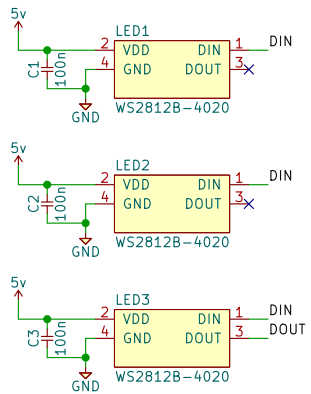 5v
LED1
2 VDD DIN 1 DIN
4 GND DOUT 3
C1
100n
GND
WS2812B-4020
5v
LED2
2 VDD DIN 1 DIN
4 GND DOUT 3
C2
100n
GND
WS2812B-4020
5v
LED3
2 VDD DIN 1 DIN
4 GND DOUT 3 DOUT
C3
100n
GND
WS2812B-4020